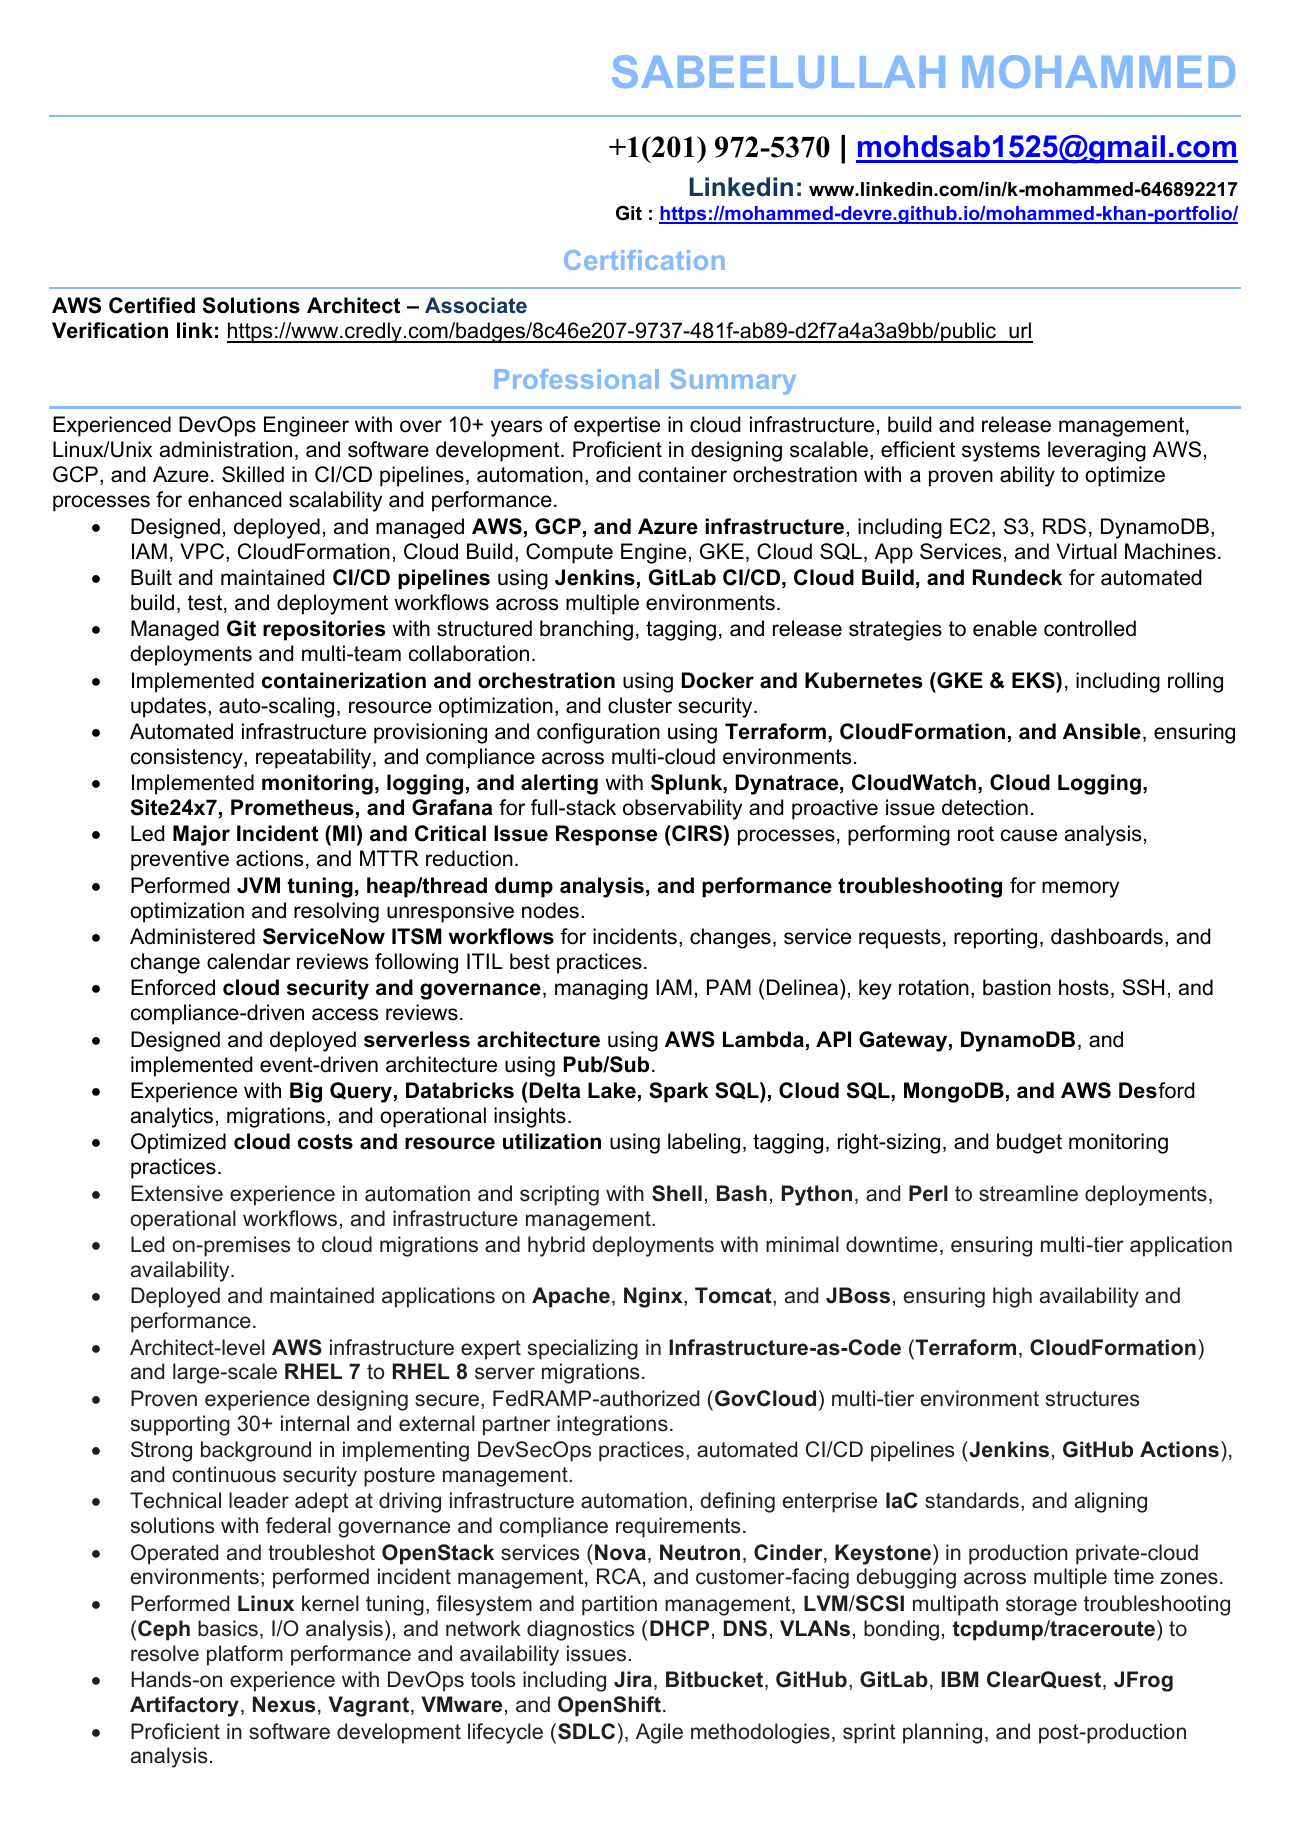 SABEELULLAH MOHAMMED
+1(201) 972-5370 | mohdsab1525@gmail.com
Linkedin: www.linkedin.com/in/k-mohammed-646892217
Git : https://mohammed-devre.github.io/mohammed-khan-portfolio/
Certification
AWS Certified Solutions Architect – Associate
Verification link: https://www.credly.com/badges/8c46e207-9737-481f-ab89-d2f7a4a3a9bb/public_url
Professional Summary
Experienced DevOps Engineer with over 10+ years of expertise in cloud infrastructure, build and release management,
Linux/Unix administration, and software development. Proficient in designing scalable, efficient systems leveraging AWS,
GCP, and Azure. Skilled in CI/CD pipelines, automation, and container orchestration with a proven ability to optimize
processes for enhanced scalability and performance.
• Designed, deployed, and managed AWS, GCP, and Azure infrastructure, including EC2, S3, RDS, DynamoDB,
IAM, VPC, CloudFormation, Cloud Build, Compute Engine, GKE, Cloud SQL, App Services, and Virtual Machines.
• Built and maintained CI/CD pipelines using Jenkins, GitLab CI/CD, Cloud Build, and Rundeck for automated
build, test, and deployment workflows across multiple environments.
• Managed Git repositories with structured branching, tagging, and release strategies to enable controlled
deployments and multi-team collaboration.
• Implemented containerization and orchestration using Docker and Kubernetes (GKE & EKS), including rolling
updates, auto-scaling, resource optimization, and cluster security.
• Automated infrastructure provisioning and configuration using Terraform, CloudFormation, and Ansible, ensuring
consistency, repeatability, and compliance across multi-cloud environments.
• Implemented monitoring, logging, and alerting with Splunk, Dynatrace, CloudWatch, Cloud Logging,
Site24x7, Prometheus, and Grafana for full-stack observability and proactive issue detection.
• Led Major Incident (MI) and Critical Issue Response (CIRS) processes, performing root cause analysis,
preventive actions, and MTTR reduction.
• Performed JVM tuning, heap/thread dump analysis, and performance troubleshooting for memory
optimization and resolving unresponsive nodes.
• Administered ServiceNow ITSM workflows for incidents, changes, service requests, reporting, dashboards, and
change calendar reviews following ITIL best practices.
• Enforced cloud security and governance, managing IAM, PAM (Delinea), key rotation, bastion hosts, SSH, and
compliance-driven access reviews.
• Designed and deployed serverless architecture using AWS Lambda, API Gateway, DynamoDB, and
implemented event-driven architecture using Pub/Sub.
• Experience with Big Query, Databricks (Delta Lake, Spark SQL), Cloud SQL, MongoDB, and AWS Desford
analytics, migrations, and operational insights.
• Optimized cloud costs and resource utilization using labeling, tagging, right-sizing, and budget monitoring
practices.
• Extensive experience in automation and scripting with Shell, Bash, Python, and Perl to streamline deployments,
operational workflows, and infrastructure management.
• Led on-premises to cloud migrations and hybrid deployments with minimal downtime, ensuring multi-tier application
availability.
• Deployed and maintained applications on Apache, Nginx, Tomcat, and JBoss, ensuring high availability and
performance.
• Architect-level AWS infrastructure expert specializing in Infrastructure-as-Code (Terraform, CloudFormation)
and large-scale RHEL 7 to RHEL 8 server migrations.
• Proven experience designing secure, FedRAMP-authorized (GovCloud) multi-tier environment structures
supporting 30+ internal and external partner integrations.
• Strong background in implementing DevSecOps practices, automated CI/CD pipelines (Jenkins, GitHub Actions),
and continuous security posture management.
• Technical leader adept at driving infrastructure automation, defining enterprise IaC standards, and aligning
solutions with federal governance and compliance requirements.
• Operated and troubleshot OpenStack services (Nova, Neutron, Cinder, Keystone) in production private-cloud
environments; performed incident management, RCA, and customer-facing debugging across multiple time zones.
• Performed Linux kernel tuning, filesystem and partition management, LVM/SCSI multipath storage troubleshooting
(Ceph basics, I/O analysis), and network diagnostics (DHCP, DNS, VLANs, bonding, tcpdump/traceroute) to
resolve platform performance and availability issues.
• Hands-on experience with DevOps tools including Jira, Bitbucket, GitHub, GitLab, IBM ClearQuest, JFrog
Artifactory, Nexus, Vagrant, VMware, and OpenShift.
• Proficient in software development lifecycle (SDLC), Agile methodologies, sprint planning, and post-production
analysis.